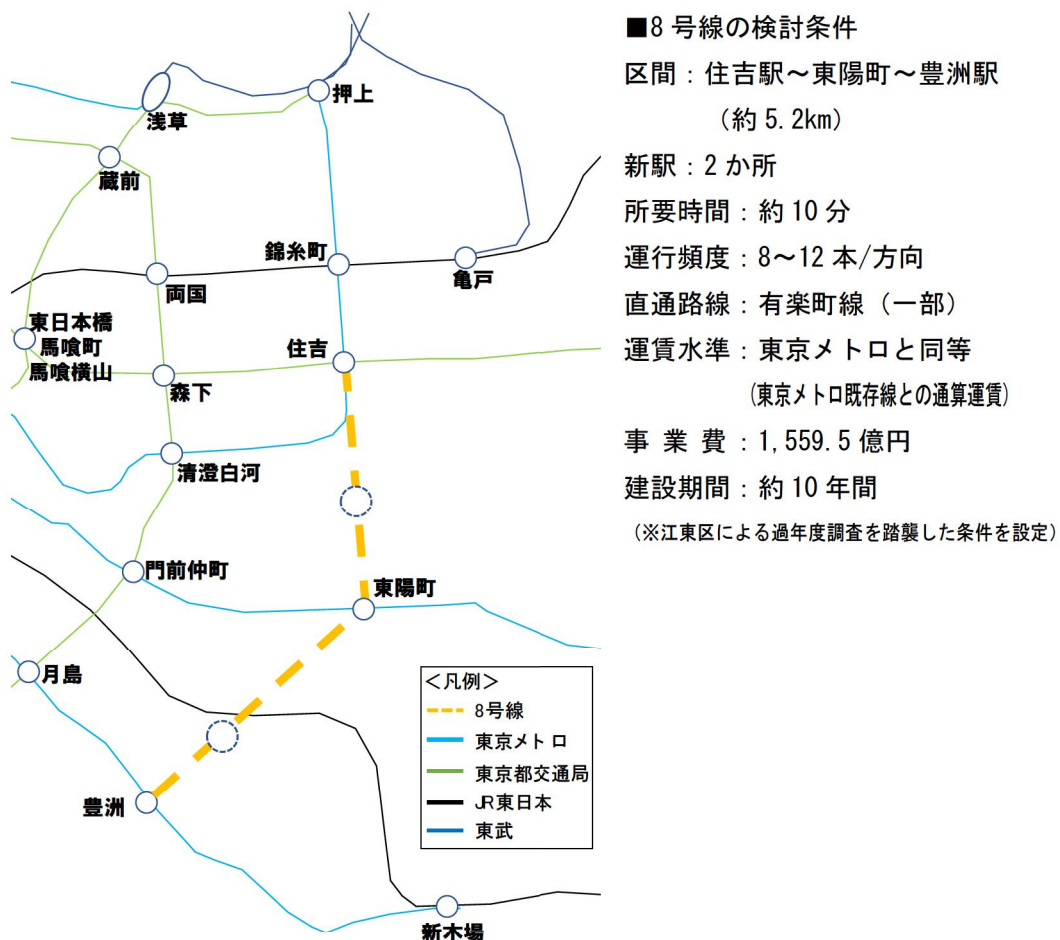 ■8号線の検討条件
区間：住吉駅～東陽町～豊洲駅
（約5.2km）
新駅：2か所
所要時間：約10分
運行頻度：8～12本/方向
直通路線：有楽町線（一部）
運賃水準：東京メトロと同等
(東京メトロ既存線との通算運賃)
事 業 費：1,559.5億円
建設期間：約10年間
(※江東区による過年度調査を踏襲した条件を設定)
押上
浅草
蔵前
錦糸町
亀戸
両国
東日本橋
馬喰町
馬喰横山
住吉
森下
清澄白河
門前仲町
東陽町
月島
豊洲
新木場
＜凡例＞
8号線
東京メトロ
東京都交通局
JR東日本
東武